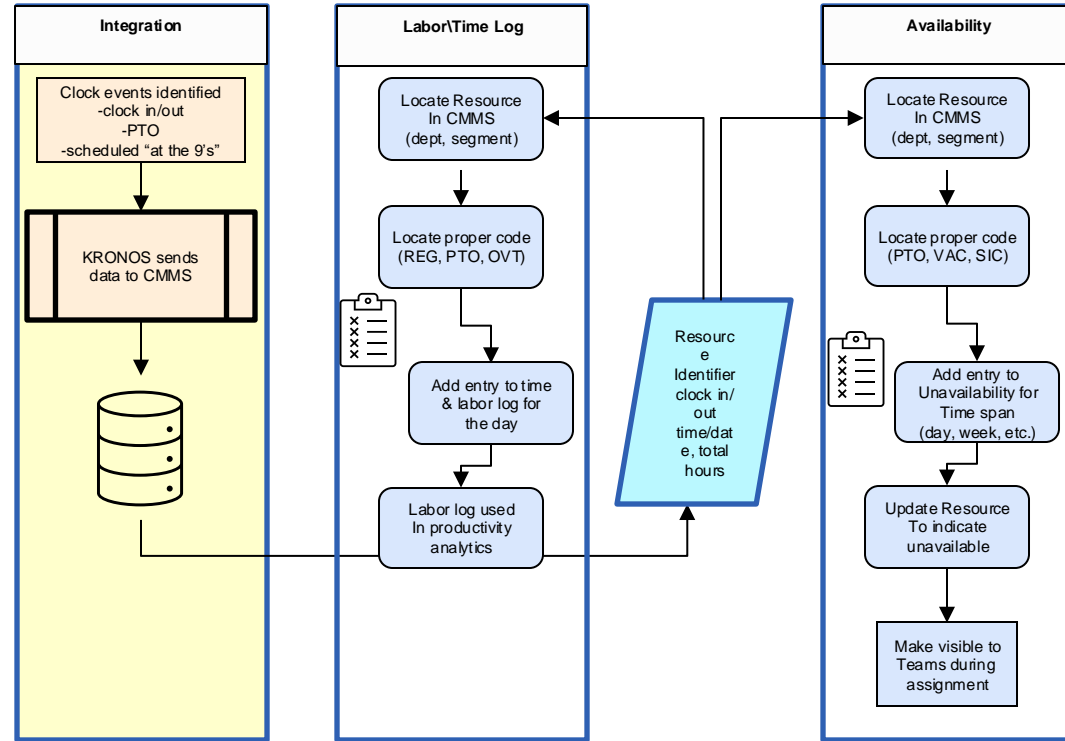 Integration
Clock events identified
-clock in/out
-PTO
-scheduled “at the 9’s”
KRONOS sends
data to CMMS
Labor\Time Log
Locate Resource
In CMMS
(dept, segment)
Locate proper code
(REG, PTO, OVT)
Add entry to time
& labor log for
the day
Labor log used
In productivity
analytics
Resourc
e
Identifier
clock in/
out
time/dat
e, total
hours
Availability
Locate Resource
In CMMS
(dept, segment)
Locate proper code
(PTO, VAC, SIC)
Add entry to
Unavailability for
Time span
(day, week, etc.)
Update Resource
To indicate
unavailable
Make visible to
Teams during
assignment